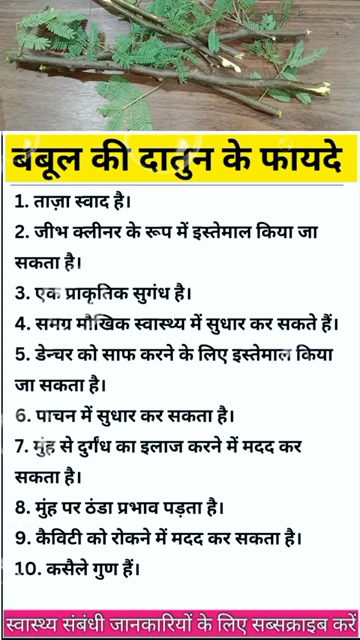 बबूल की दातुन के फायदे
1. ताज़ा स्वाद है।
2. जीभ क्लीनर के रूप में इस्तेमाल किया जा
सकता है।
3. एक प्राकृतिक सुगंध है।
4. समग्र मौखिक स्वास्थ्य में सुधार कर सकते हैं।
5. डेन्चर को साफ करने के लिए इस्तेमाल किया
जा सकता है।
6. पाचन में सुधार कर सकता है।
7. मुंह से दुर्गंध का इलाज करने में मदद कर
सकता है।
8. मुंह पर ठंडा प्रभाव पड़ता है।
9. कैविटी को रोकने में मदद कर सकता है।
10. कसैले गुण हैं।
स्वास्थ्य संबंधी जानकारियों के लिए सब्सक्राइब करें